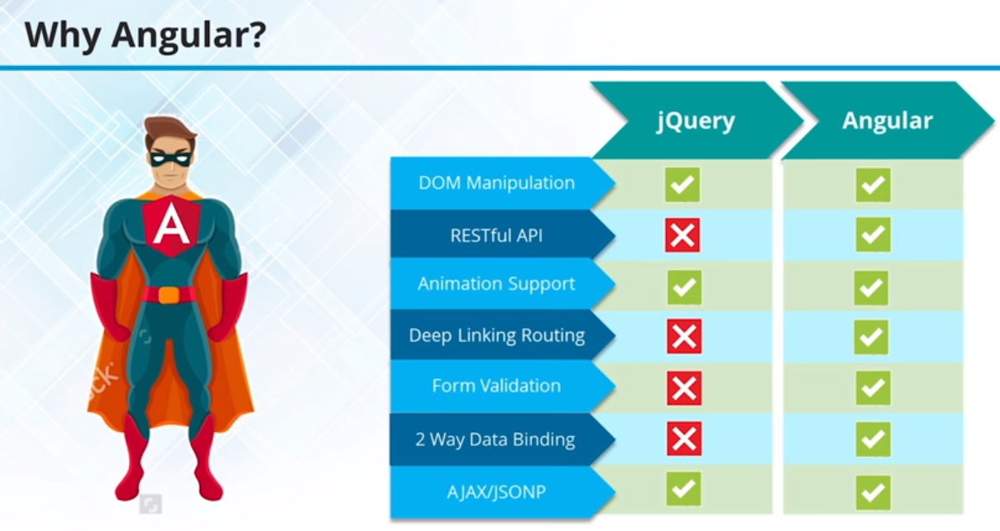 Why Angular?
jQuery
Angular
A
DOM Manipulation
RESTful API
Animation Support
Deep Linking Routing
Form Validation
2 Way Data Binding
AJAX/JSONP